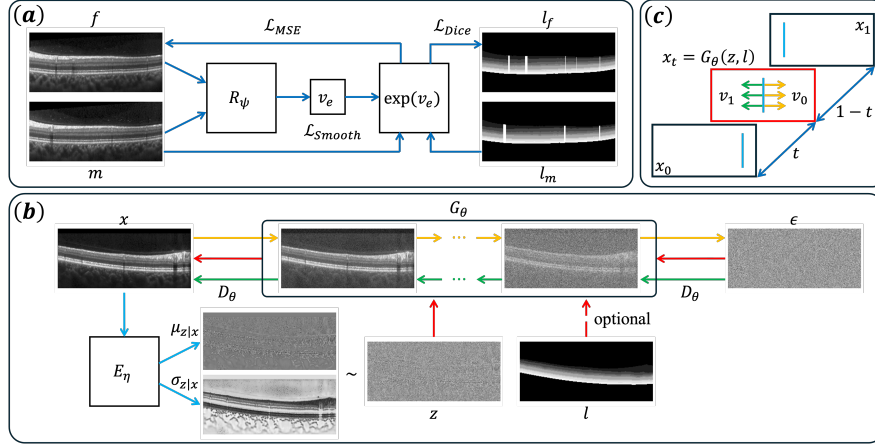 (a)
f
ℒ_MSE
ℒ_Dice
l_f
R_ψ
v_e
exp(v_e)
ℒ_Smooth
m
l_m
(c)
x_1
x_t = G_θ(z, l)
v_1
v_0
1 − t
x_0
t
(b)
G_θ
x
ϵ
...
...
D_θ
D_θ
μ_z|x
optional
E_η
σ_z|x
~
z
l